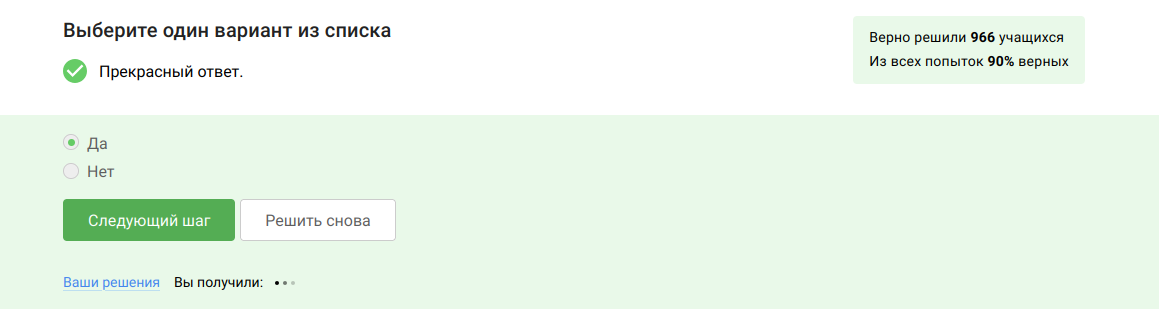 Выберите один вариант из списка
Прекрасный ответ.
Верно решили 966 учащихся
Из всех попыток 90% верных
Да
Нет
Следующий шаг
Решить снова
Ваши решения Вы получили: